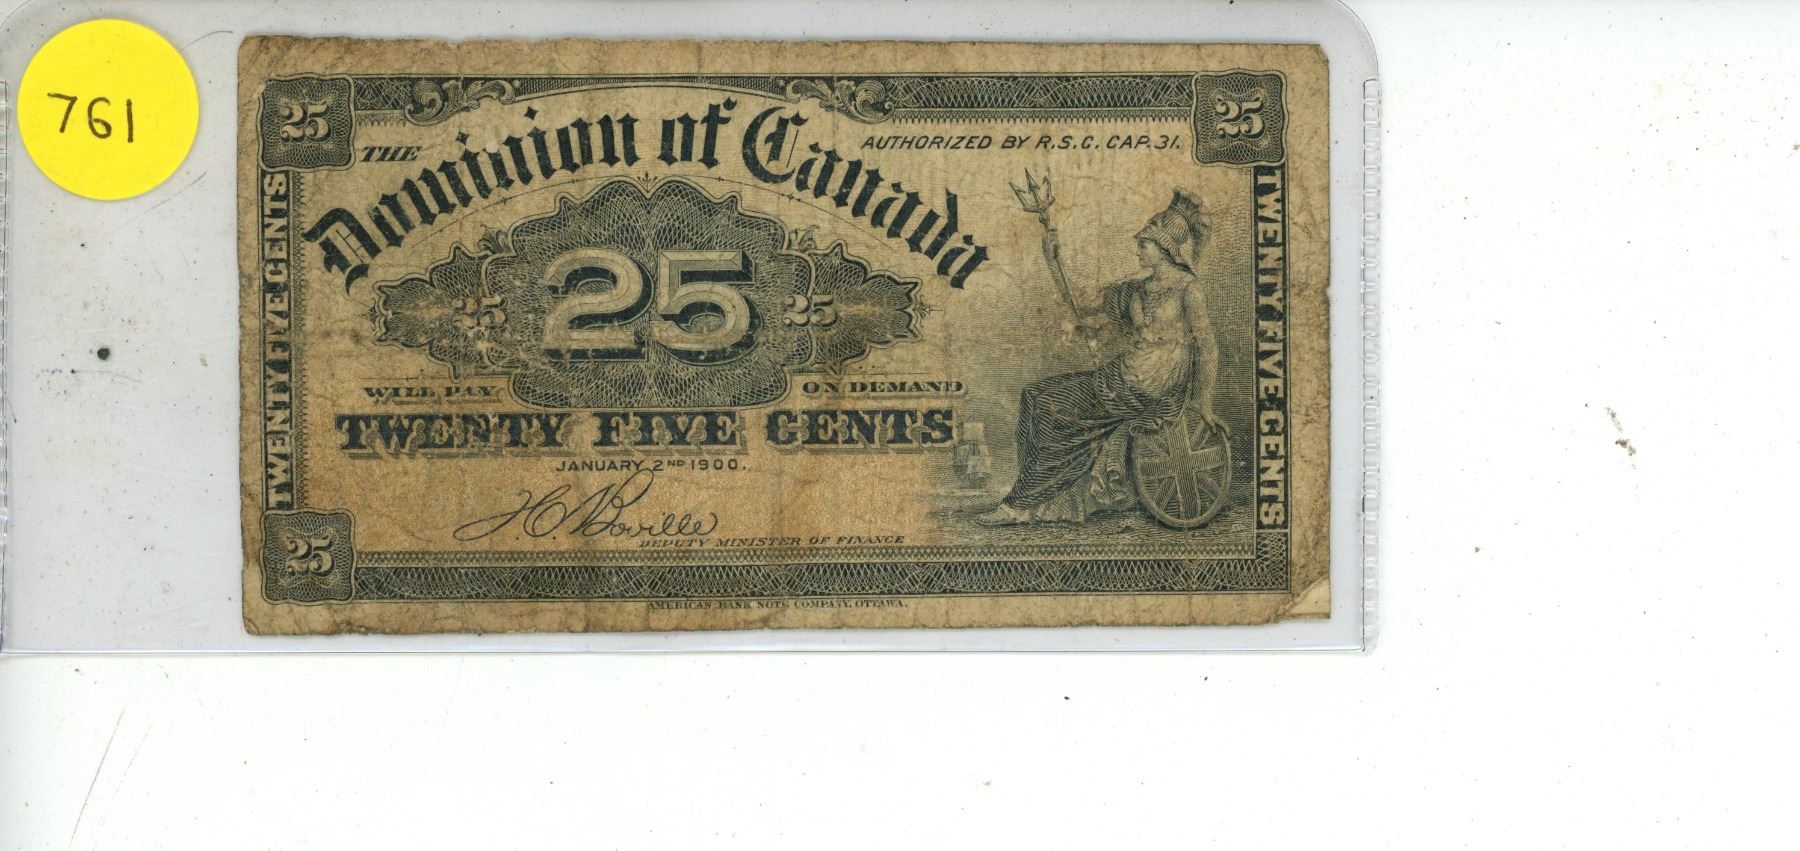 761
25
25
THE
Dominion of Canada
AUTHORIZED BY R.S.C. CAP. 31.
TWENTY FIVE CENTS
25
25
25
TWENTY FIVE CENTS
WILL PAY
ON DEMAND
TWENTY FIVE CENTS
JANUARY 2ND 1900.
H.C. Boville
DEPUTY MINISTER OF FINANCE
25
AMERICAN BANK NOTE COMPANY, OTTAWA.